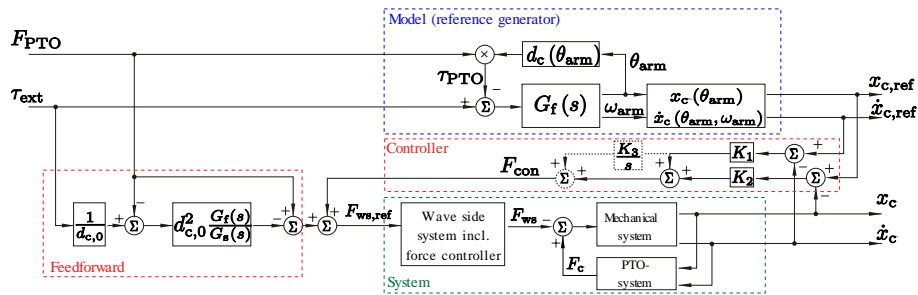 Model (reference generator)
F_PTO
×
d_c (θ_arm)
θ_arm
τ_PTO
−
τ_ext
+
Σ
G_f (s)
ω_arm
x_c (θ_arm)
ẋ_c (θ_arm, ω_arm)
x_c,ref
ẋ_c,ref
Controller
K_3/s
K_1
Σ
+
−
F_con
+
+
Σ
+
+
Σ
K_2
Σ
+
−
1/d_c,0
+
−
Σ
d²_c,0 G_f(s)/G_s(s)
−
+
Σ
+
+
Σ
F_ws,ref
Wave side
system incl.
force controller
F_ws
−
Σ
+
Mechanical
system
F_c
PTO-
system
x_c
ẋ_c
Feedforward
System